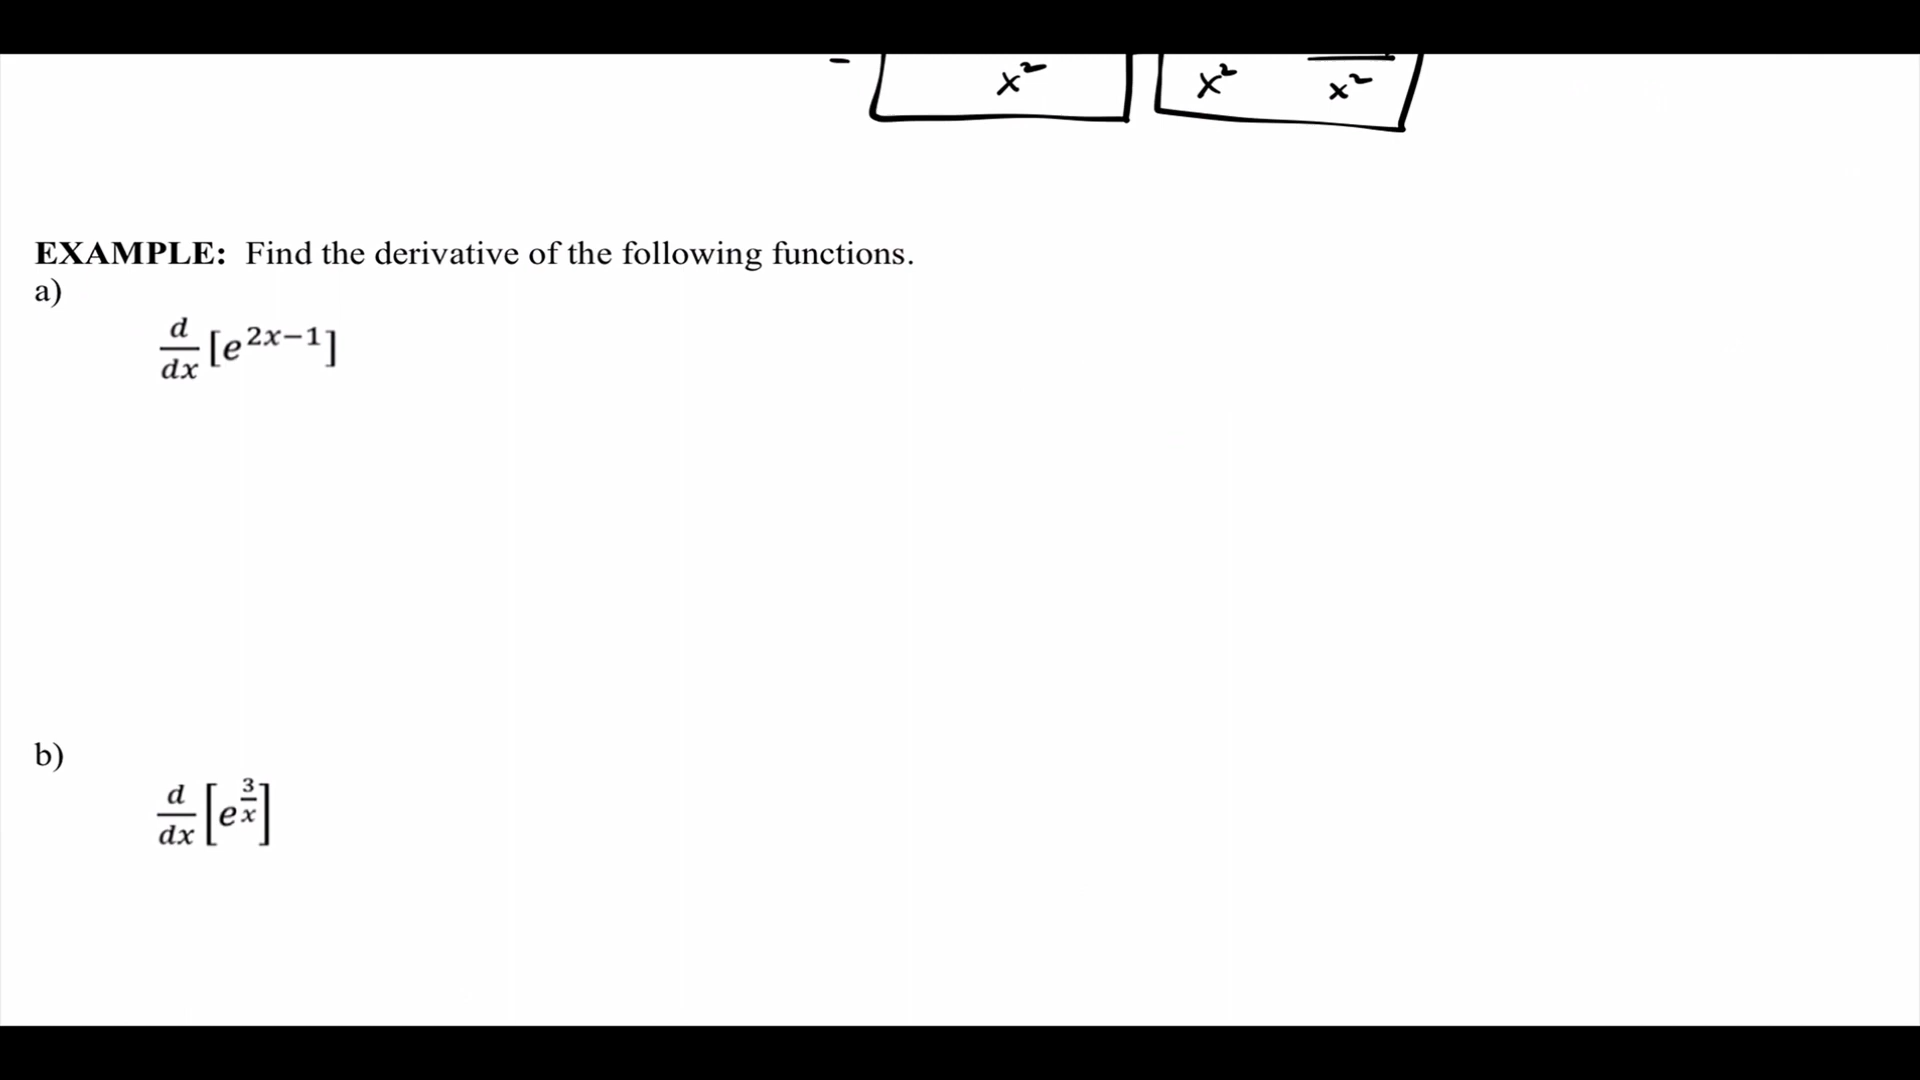 x² x² x²
EXAMPLE: Find the derivative of the following functions.
a)
d/dx [e^{2x−1}]
b)
d/dx [e^{3/x}]